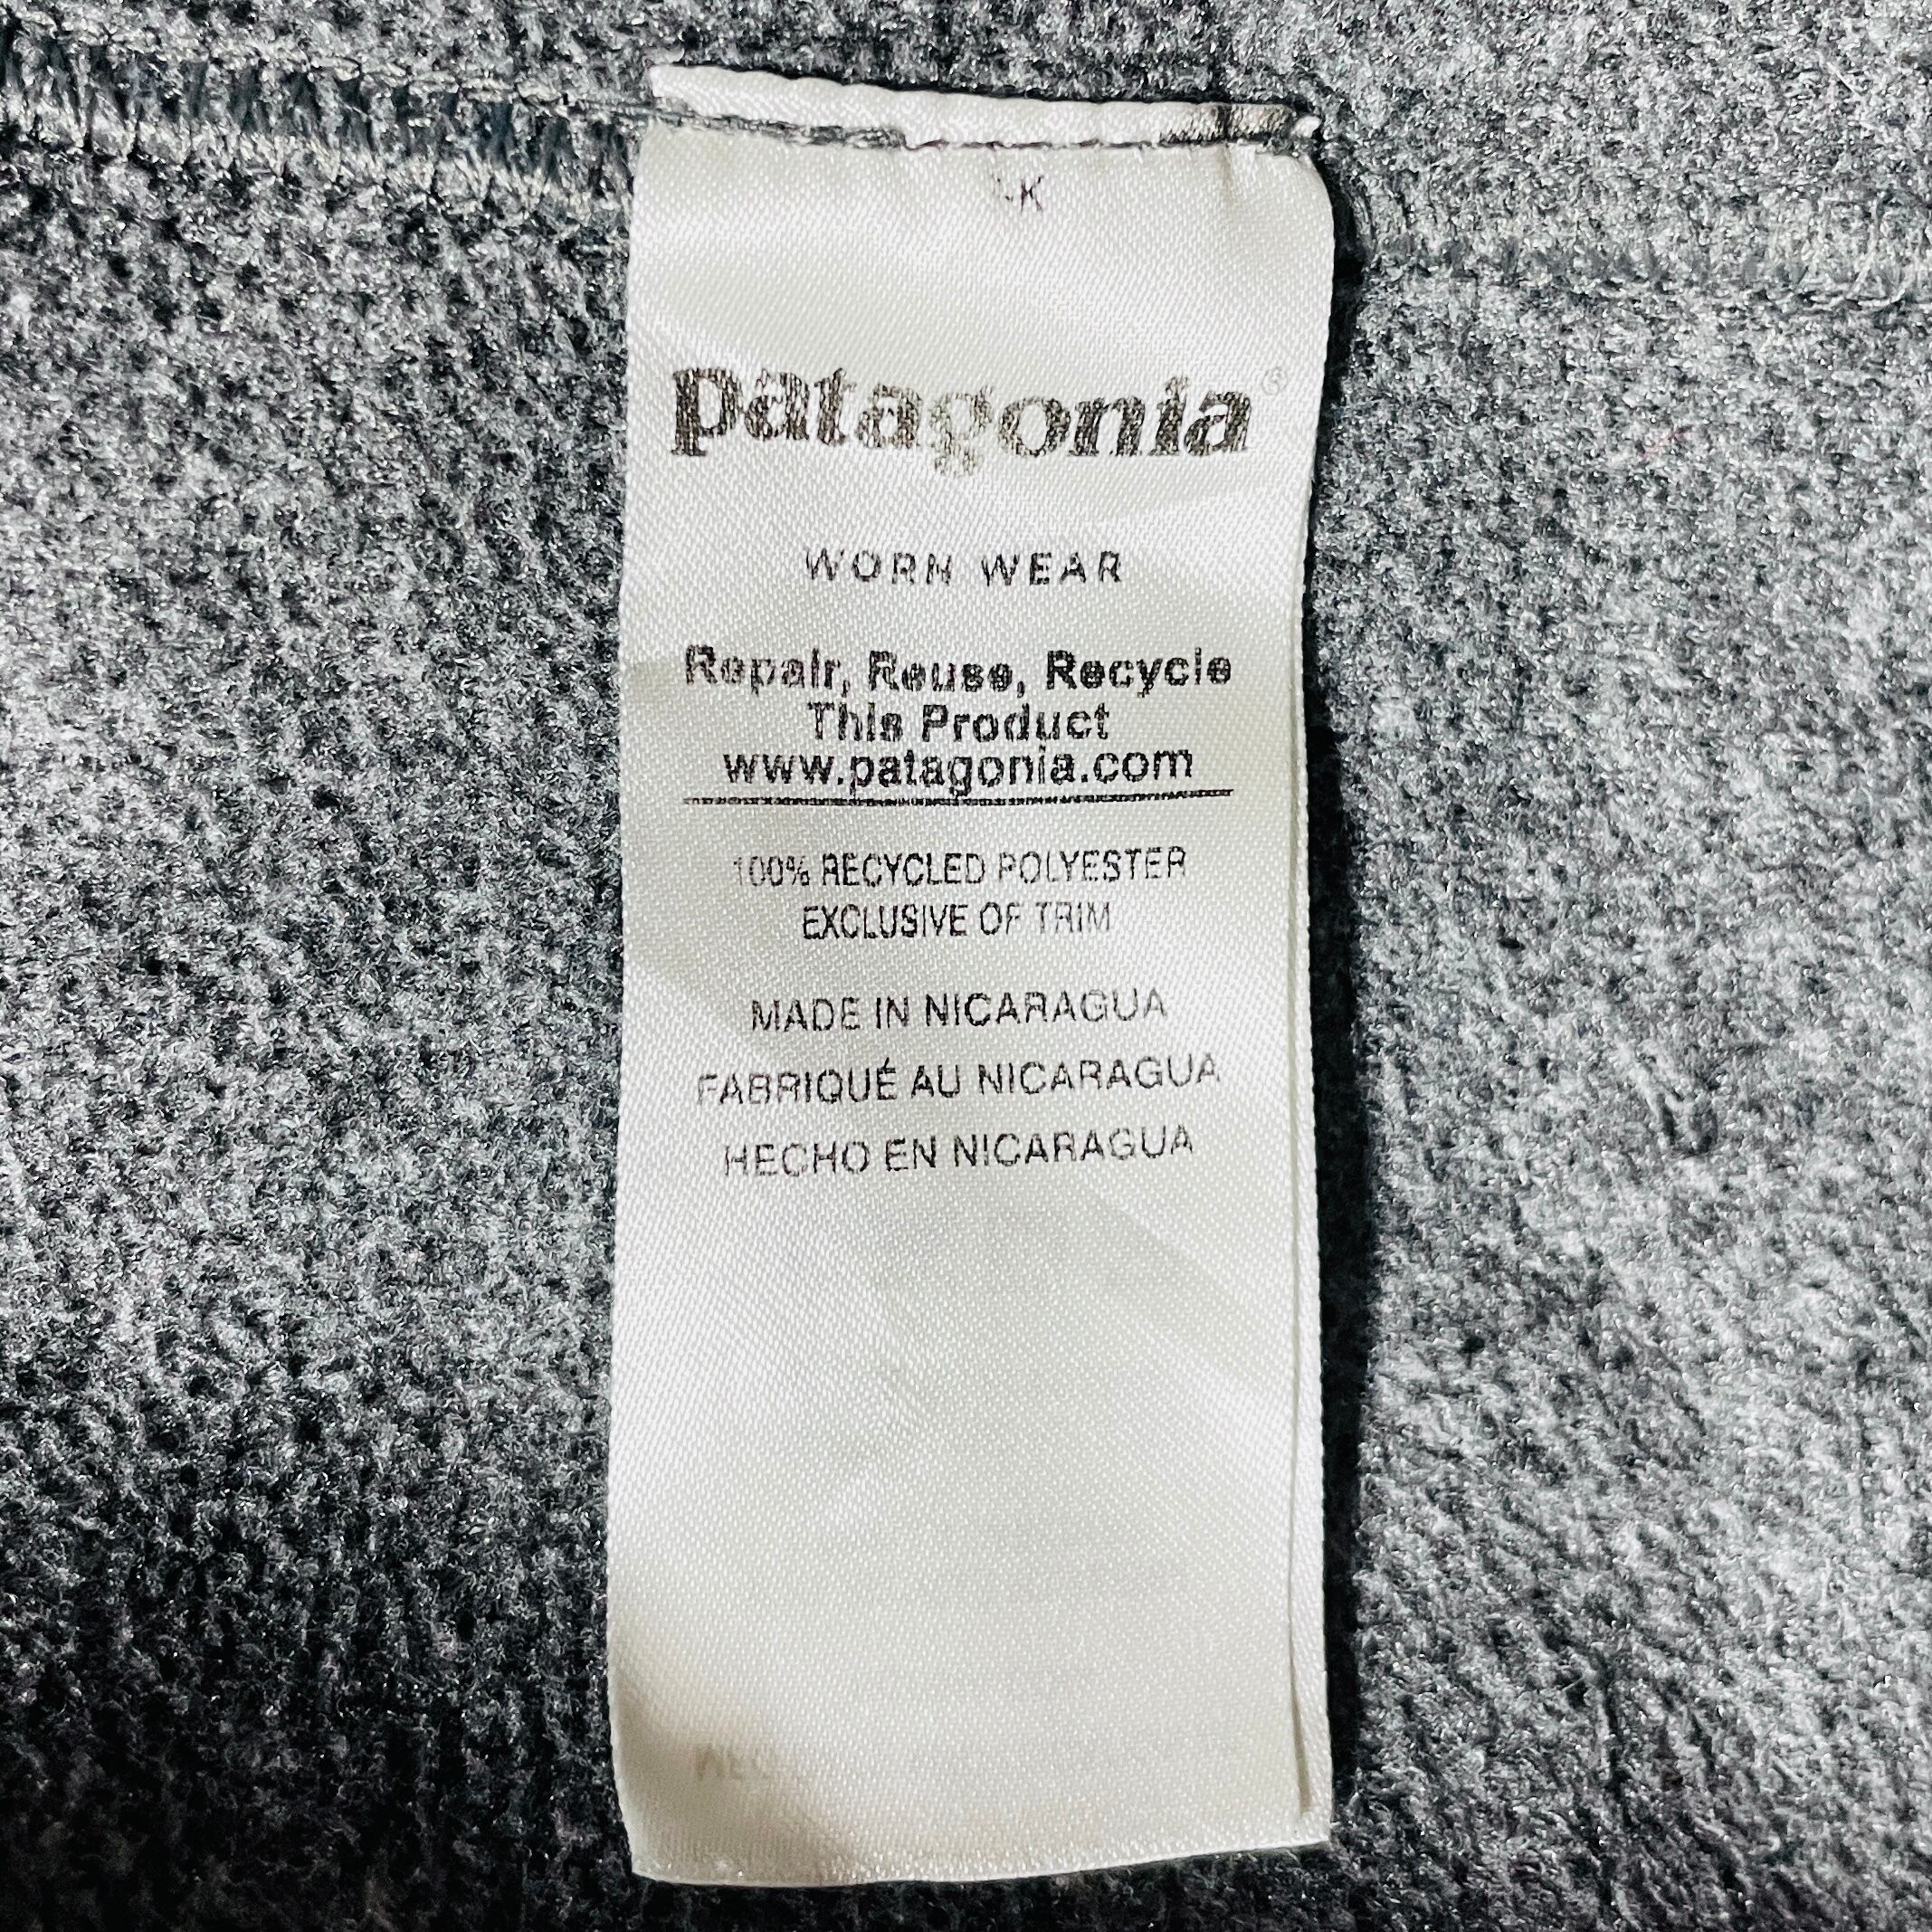 patagonia®
WORN WEAR
Repair, Reuse, Recycle
This Product
www.patagonia.com
100% RECYCLED POLYESTER
EXCLUSIVE OF TRIM
MADE IN NICARAGUA
FABRIQUÉ AU NICARAGUA
HECHO EN NICARAGUA